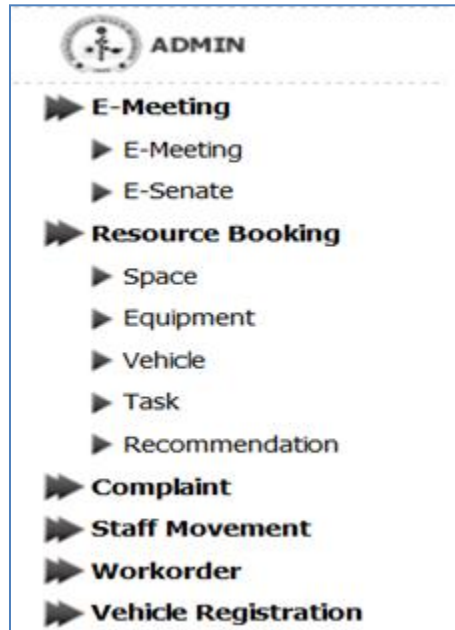 ADMIN
E-Meeting
E-Meeting
E-Senate
Resource Booking
Space
Equipment
Vehicle
Task
Recommendation
Complaint
Staff Movement
Workorder
Vehicle Registration